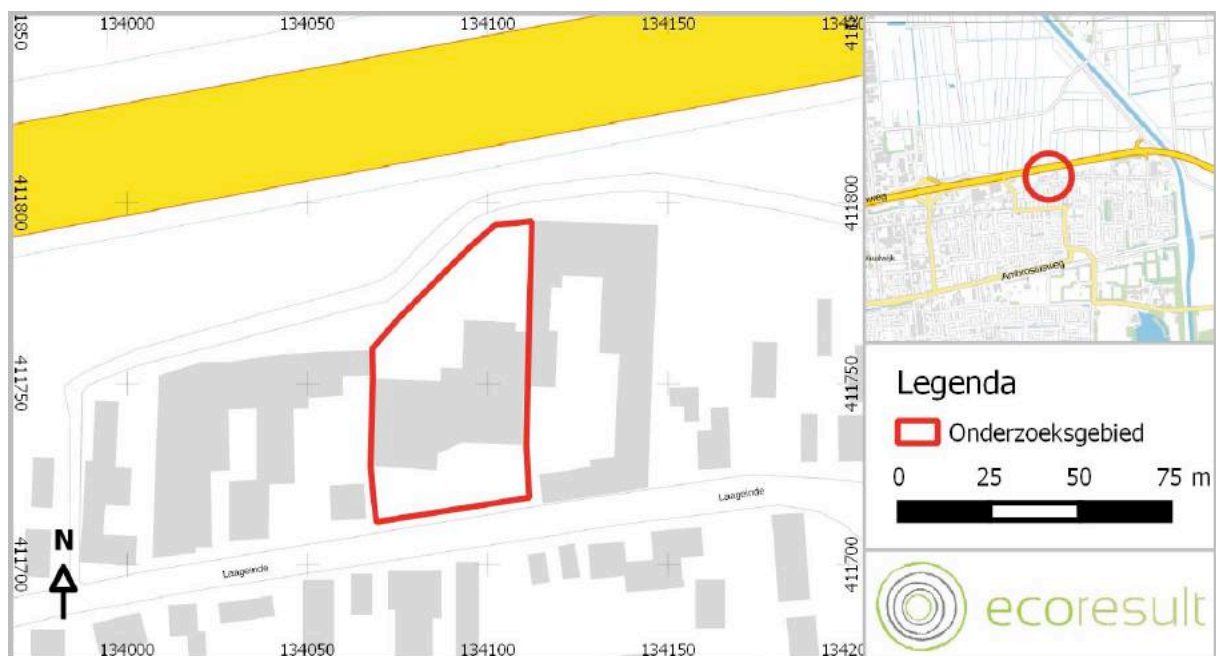 134000 134050 134100 134150
411800 411800
411750 411750
411700 411700
134000 134050 134100 134150
Laageinde
Laageinde
N
Ambrosiusweg
Legenda
Onderzoeksgebied
0 25 50 75 m
ecoresult